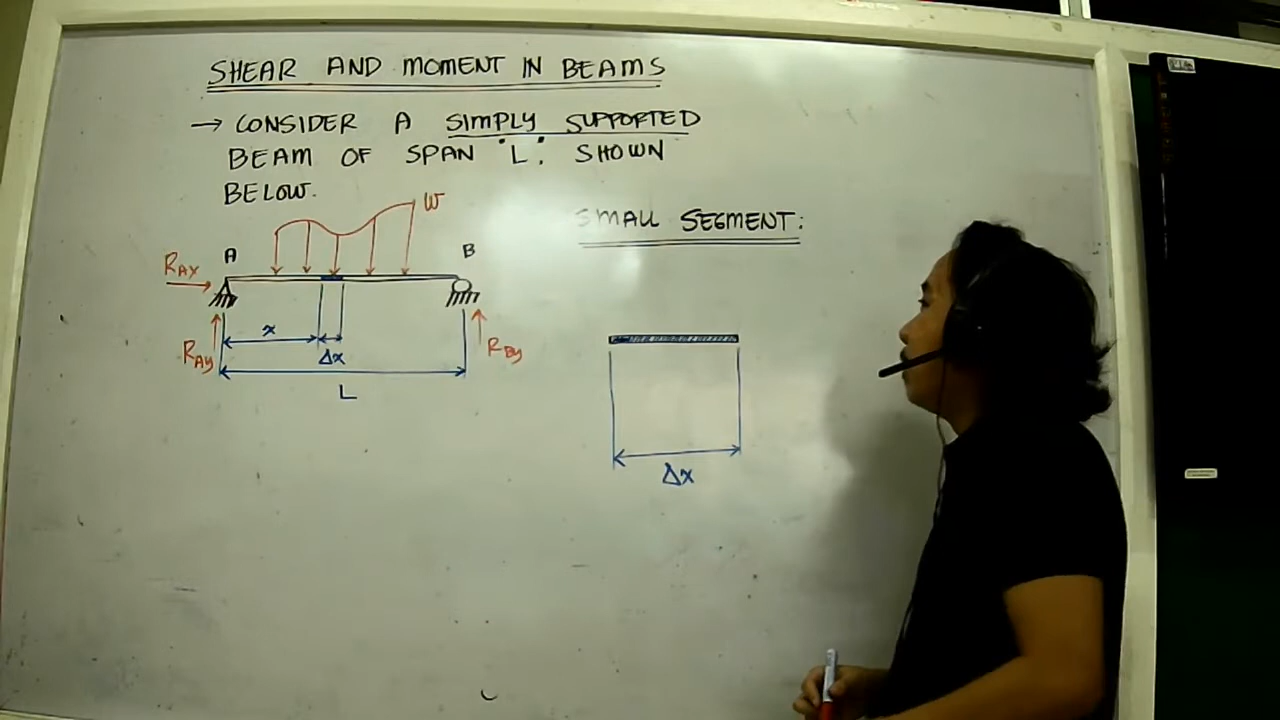 SHEAR AND MOMENT IN BEAMS
→ CONSIDER A SIMPLY SUPPORTED
BEAM OF SPAN "L". SHOWN
BELOW.
W
A
B
RAX
x
Δx
RAy
RBy
L
SMALL SEGMENT:
Δx